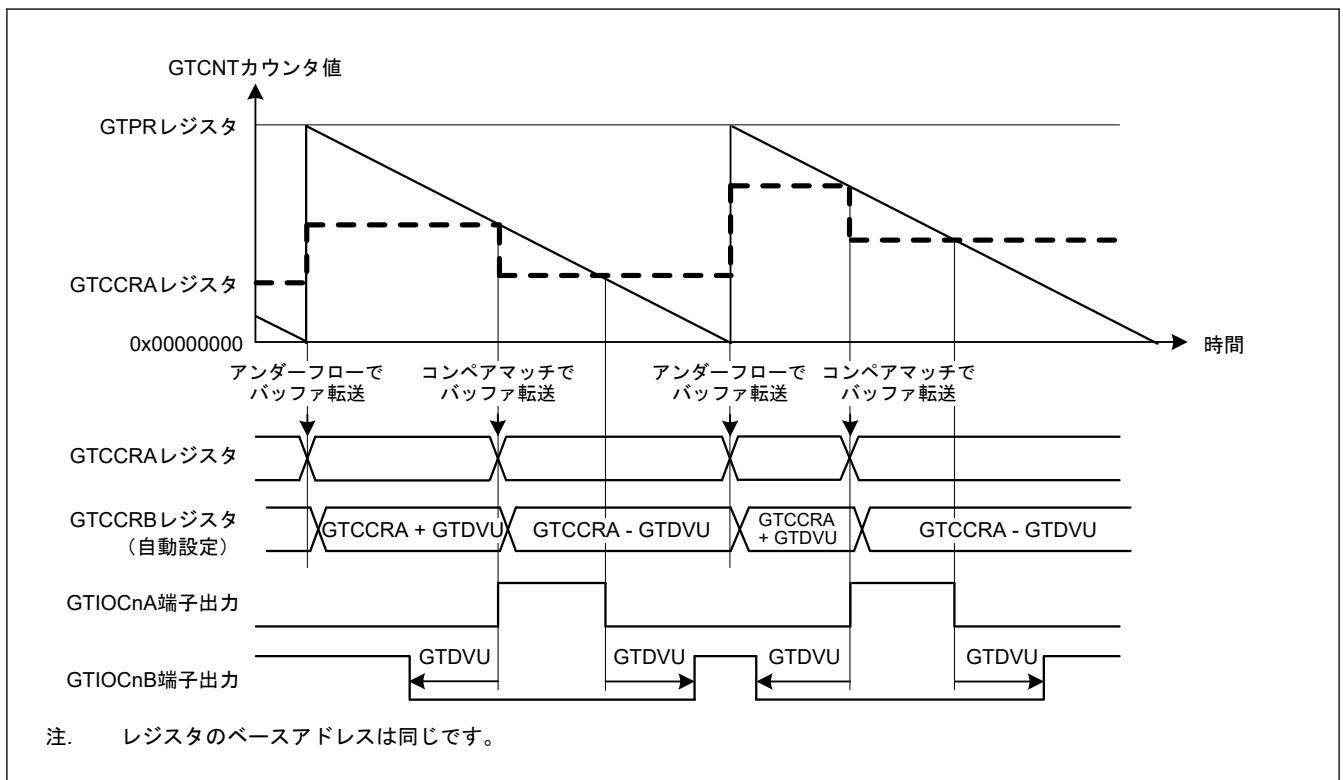 GTCNTカウンタ値
GTPRレジスタ
GTCCRAレジスタ
0x00000000
時間
アンダーフローで
バッファ転送
コンペアマッチで
バッファ転送
アンダーフローで
バッファ転送
コンペアマッチで
バッファ転送
GTCCRAレジスタ
GTCCRBレジスタ
（自動設定）
GTCCRA + GTDVU
GTCCRA - GTDVU
GTCCRA
+ GTDVU
GTCCRA - GTDVU
GTIOCnA端子出力
GTIOCnB端子出力
GTDVU
GTDVU
GTDVU
GTDVU
注. レジスタのベースアドレスは同じです。